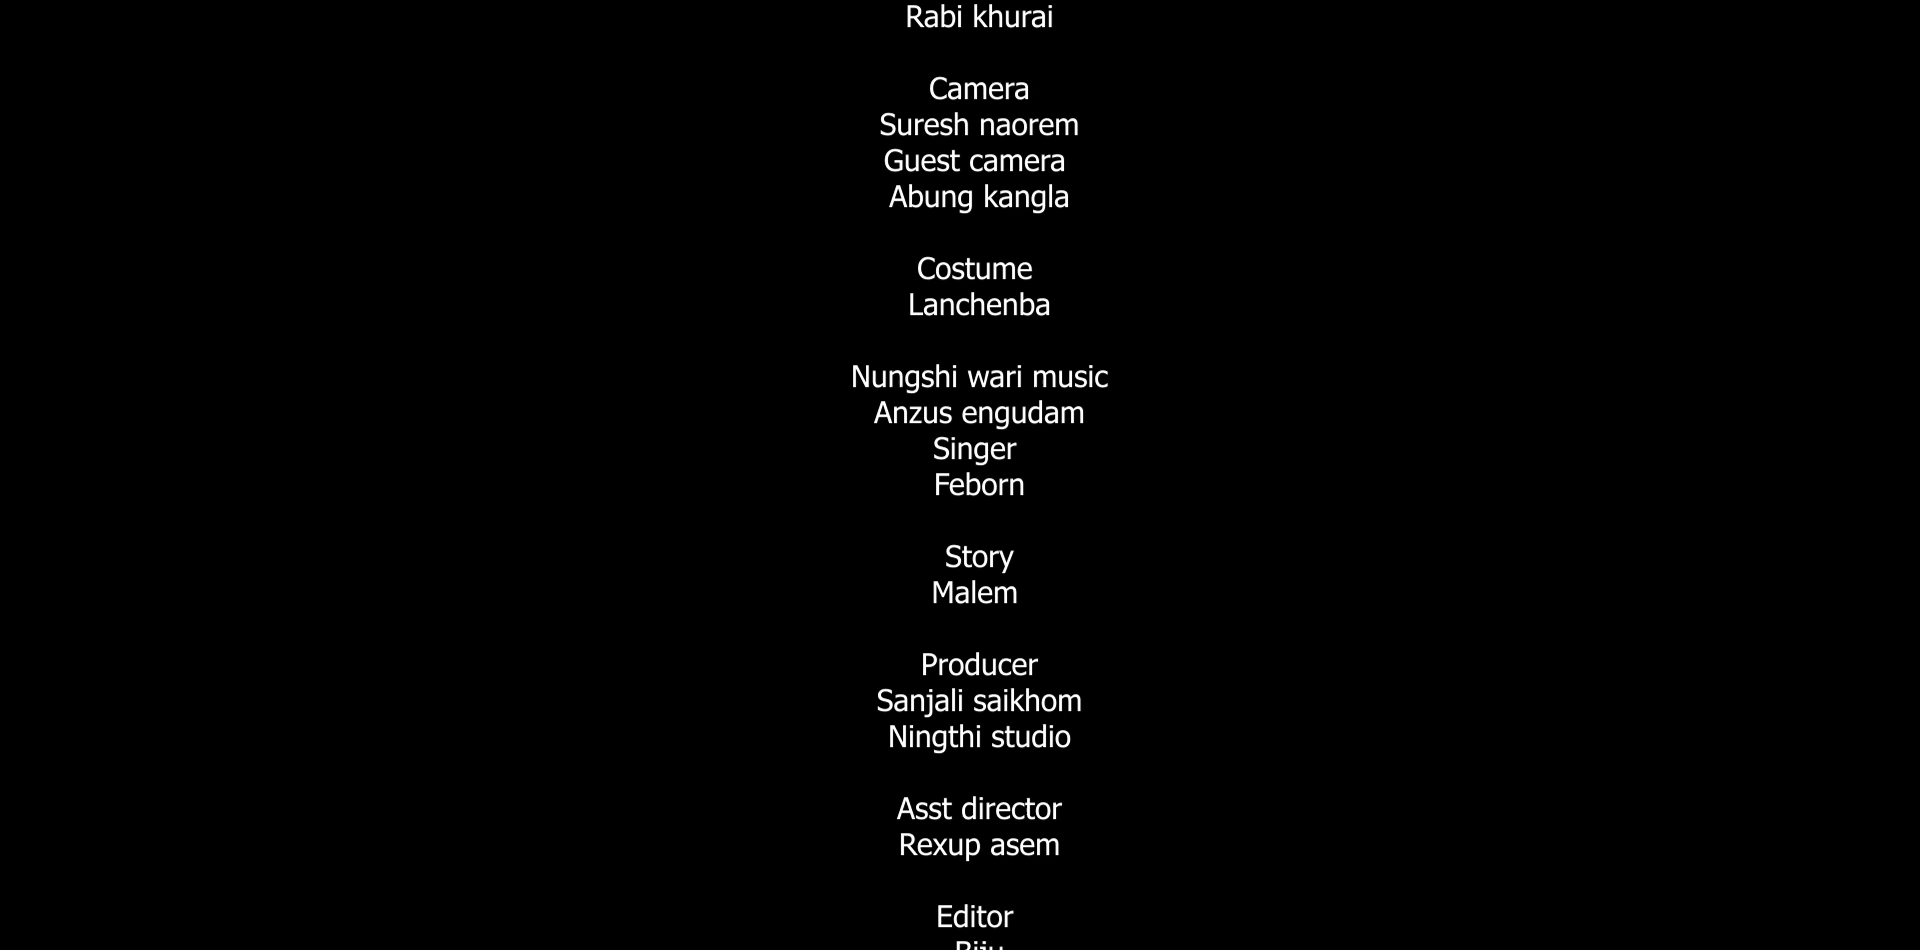 Rabi khurai
Camera
Suresh naorem
Guest camera
Abung kangla
Costume
Lanchenba
Nungshi wari music
Anzus engudam
Singer
Feborn
Story
Malem
Producer
Sanjali saikhom
Ningthi studio
Asst director
Rexup asem
Editor